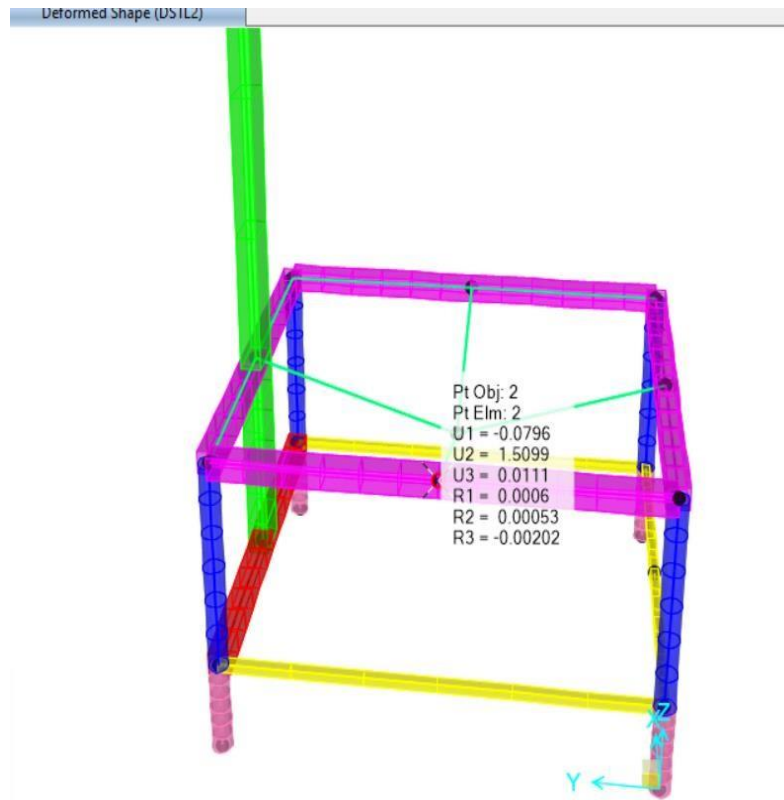 Deformed Shape (DSTL2)
Pt Obj: 2
Pt Elm: 2
U1 = -0.0796
U2 = 1.5099
U3 = 0.0111
R1 = 0.0006
R2 = 0.00053
R3 = -0.00202
Z
X
Y